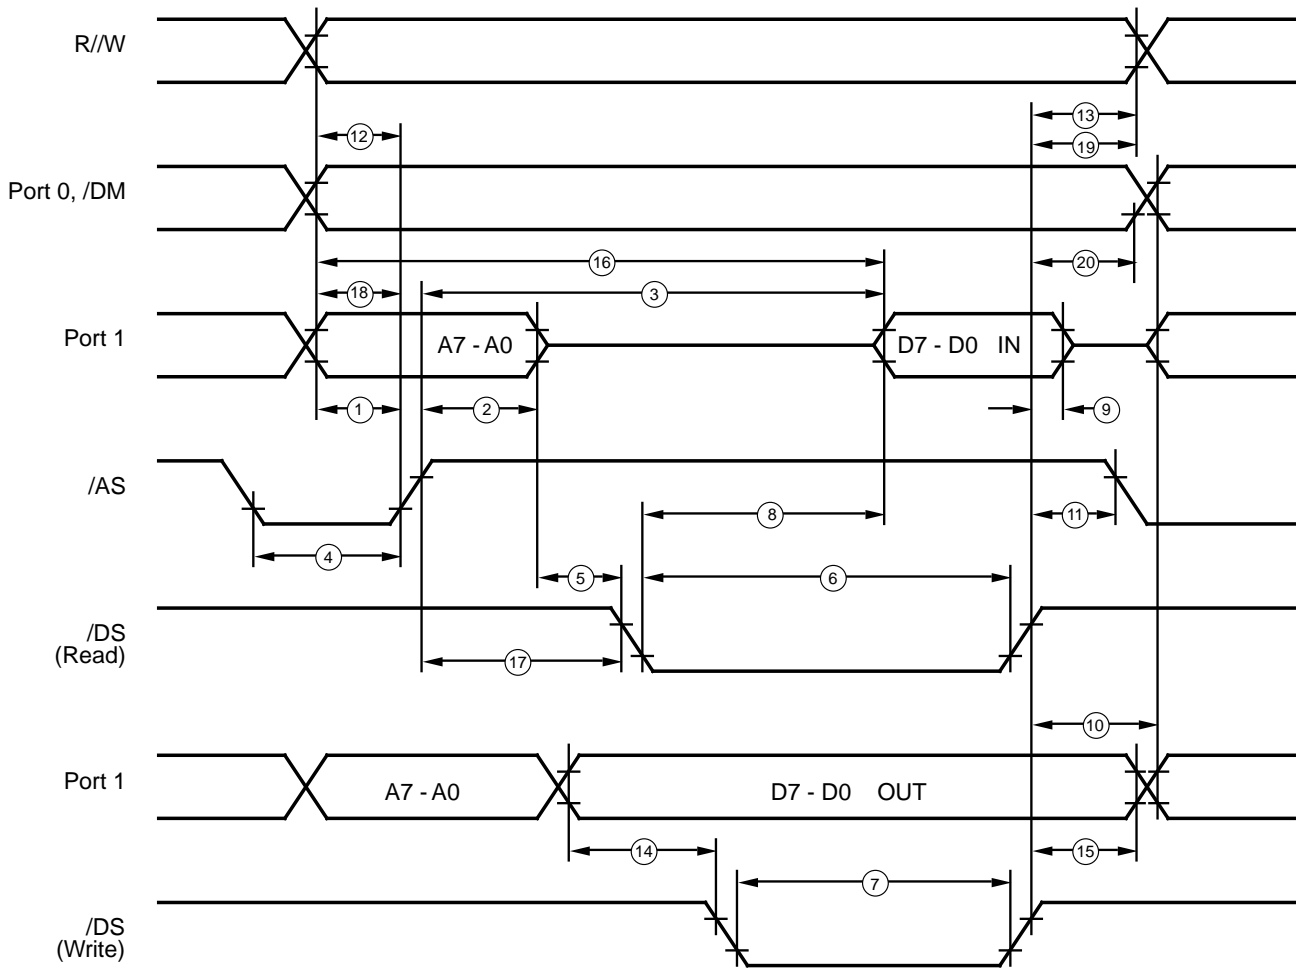 R//W
13
12
19
Port 0, /DM
16
20
18
3
Port 1
A7 - A0
D7 - D0 IN
1
2
9
/AS
8
11
4
5
6
/DS
(Read)
17
10
Port 1
A7 - A0
D7 - D0 OUT
14
15
7
/DS
(Write)